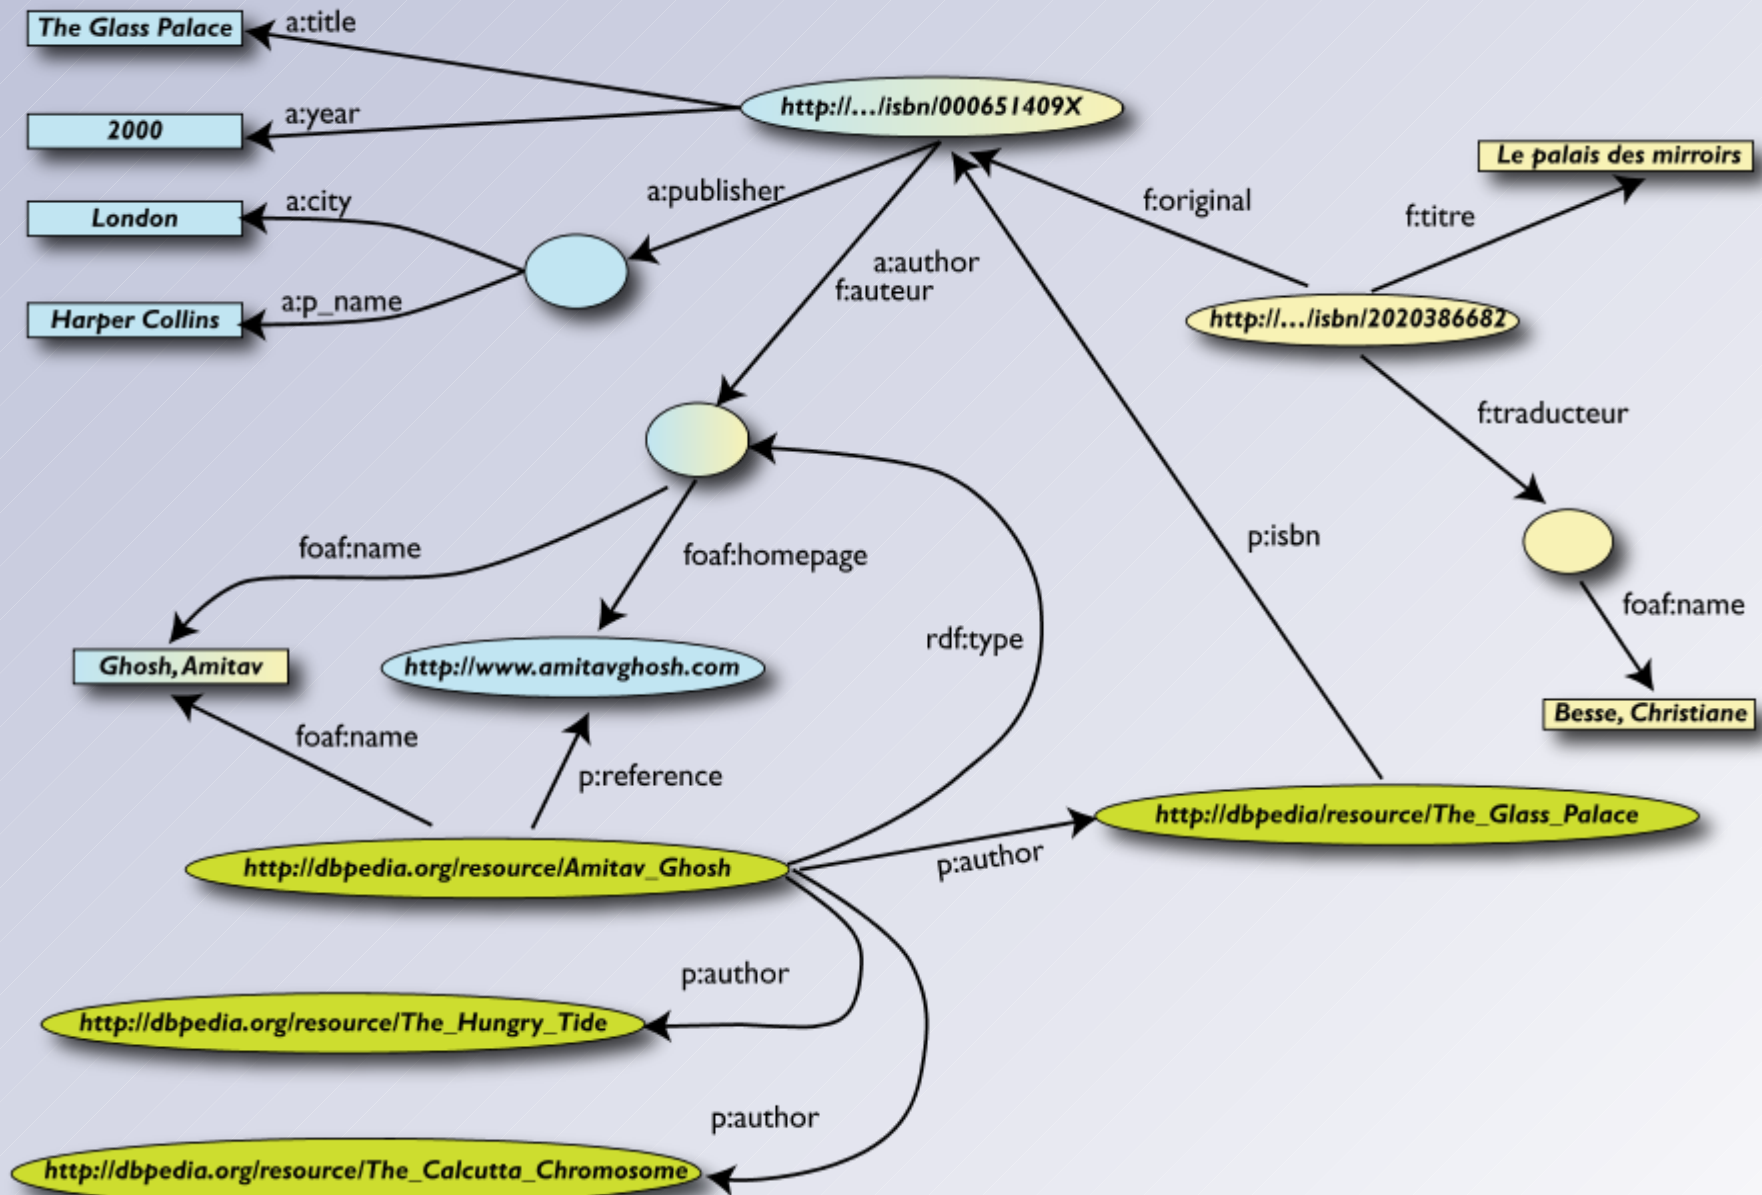 The Glass Palace
a:title
http://.../isbn/000651409X
2000
a:year
Le palais des mirroirs
London
a:city
a:publisher
f:original
f:titre
a:author
f:auteur
Harper Collins
a:p_name
http://.../isbn/2020386682
f:traducteur
foaf:name
foaf:homepage
p:isbn
foaf:name
rdf:type
Ghosh, Amitav
http://www.amitavghosh.com
Besse, Christiane
foaf:name
p:reference
http://dbpedia/resource/The_Glass_Palace
http://dbpedia.org/resource/Amitav_Ghosh
p:author
p:author
http://dbpedia.org/resource/The_Hungry_Tide
p:author
http://dbpedia.org/resource/The_Calcutta_Chromosome